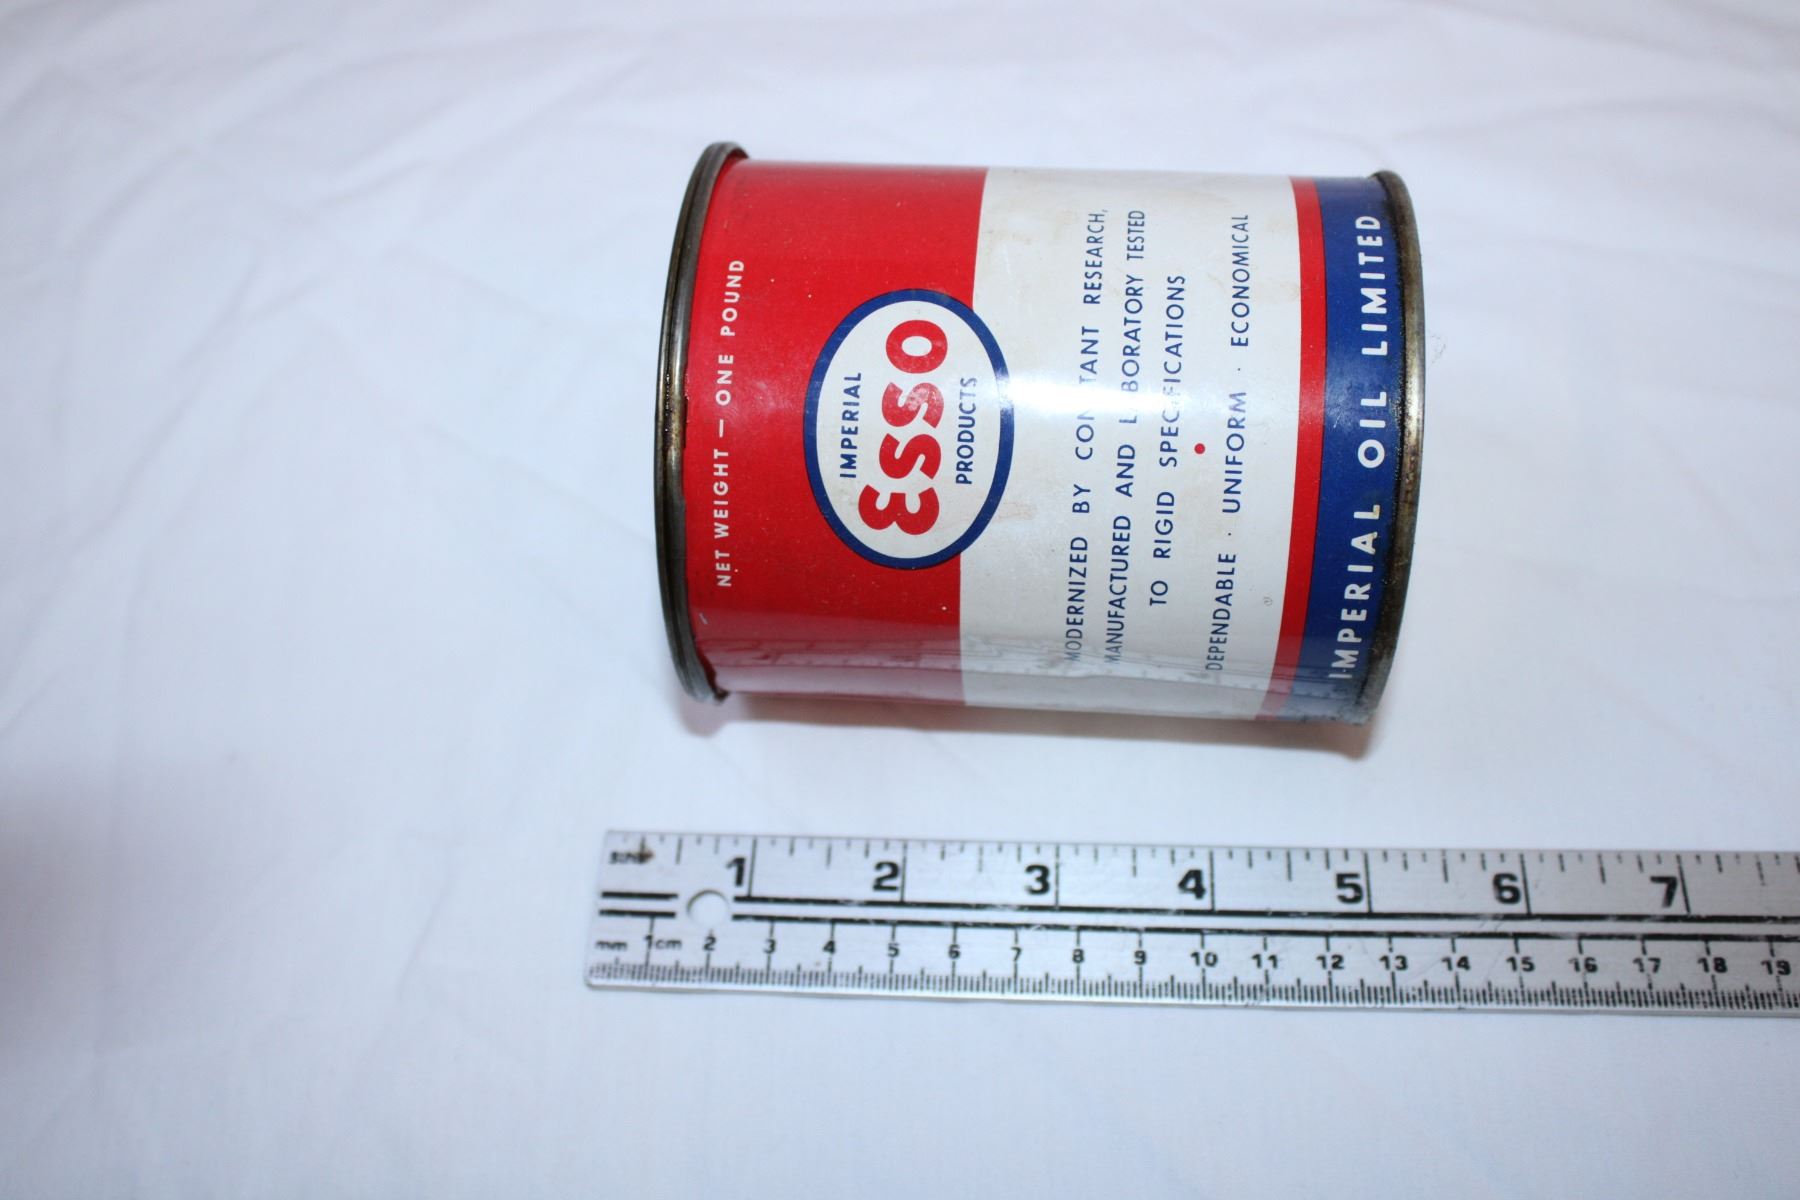 NET WEIGHT — ONE POUND
IMPERIAL
Esso
PRODUCTS
MODERNIZED BY CONSTANT RESEARCH,
MANUFACTURED AND LABORATORY TESTED
TO RIGID SPECIFICATIONS
•
DEPENDABLE · UNIFORM · ECONOMICAL
IMPERIAL OIL LIMITED
1 2 3 4 5 6 7
mm 1cm 2 3 4 5 6 7 8 9 10 11 12 13 14 15 16 17 18 19